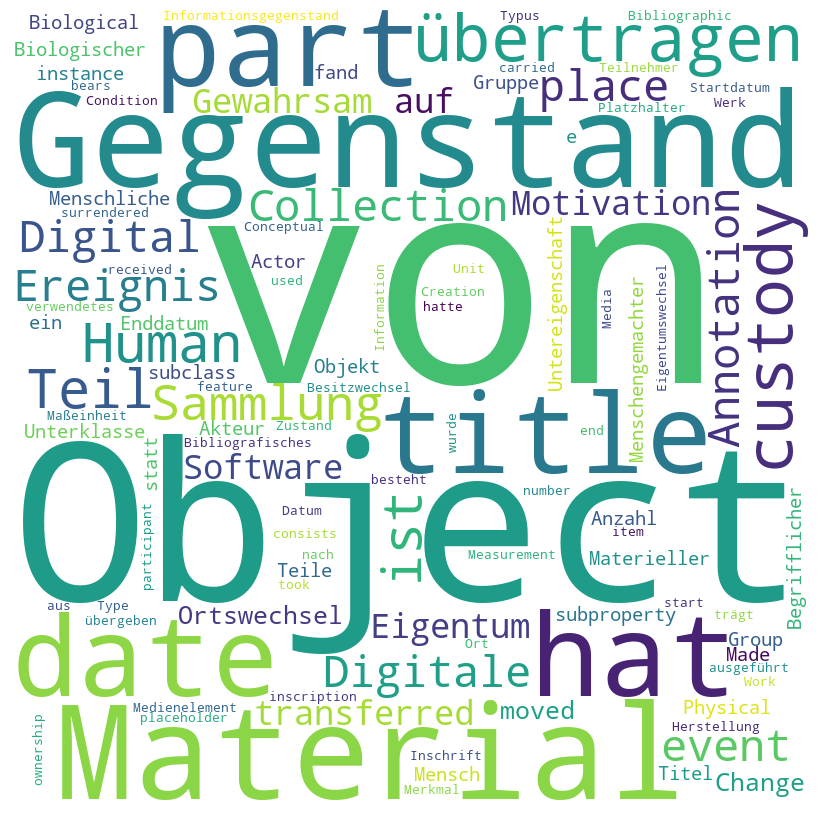 Informationsgegenstand
Typus
Bibliographic
Biological
part
übertragen
Biologischer
fand
carried
Teilnehmer
instance
bears
Gruppe
place
Startdatum
Condition
Gewahrsam
auf
Platzhalter
Werk
Gegenstand
e
Menschliche
surrendered
Collection
Motivation
Annotation
custody
Digital
Conceptual
von
Actor
received
used
Information
Unit
Untereigenschaft
Media
Eigentumswechsel
Ereignis
Creation
Menschengemachter
verwendetes
hatte
ein
Enddatum
Human
subclass
Objekt
Teil
feature
Besitzwechsel
Sammlung
title
Maßeinheit
Unterklasse
Akteur
Zustand
wurde
end
statt
Bibliografisches
Software
besteht
Object
ist
number
Begrifflicher
participant
Datum
Anzahl
item
consists
nach
Measurement
Materieller
Teile
took
aus
Type
übergeben
Ortswechsel
Eigentum
subproperty
start
trägt
date
hat
Ort
Group
Made
Digitale
ausgeführt
Work
inscription
Medienelement
placeholder
transferred
moved
Physical
Material
Herstellung
ownership
event
Inschrift
Mensch
Merkmal
Titel
Change